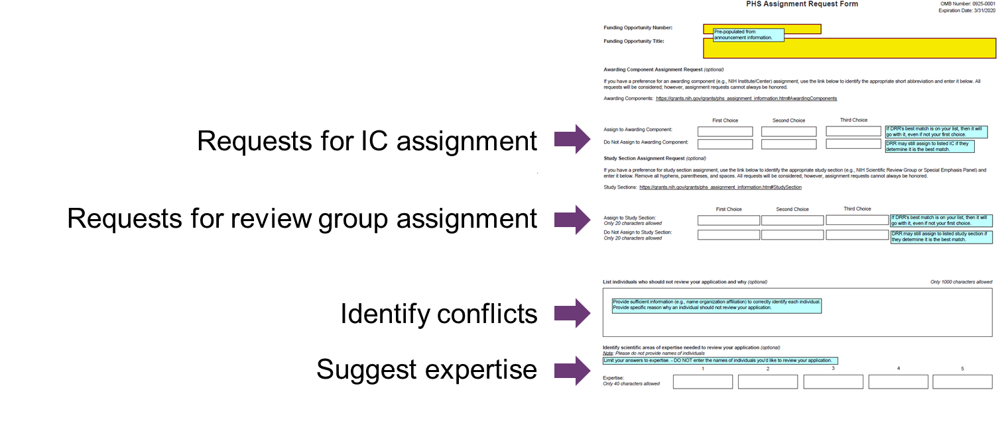 PHS Assignment Request Form
OMB Number: 0925-0001
Expiration Date: 3/31/2020
Funding Opportunity Number:
Pre-populated from
announcement information.
Funding Opportunity Title:
Awarding Component Assignment Request (optional)
If you have a preference for an awarding component (e.g., NIH Institute/Center) assignment, use the link below to identify the appropriate short abbreviation and enter it below. All
requests will be considered; however, assignment requests cannot always be honored.
Awarding Components: https://grants.nih.gov/grants/phs_assignment_information.htm#AwardingComponents
First Choice Second Choice Third Choice
Requests for IC assignment
Assign to Awarding Component:
If DRR's best match is on your list, then it will
go with it, even if not your first choice.
Do Not Assign to Awarding Component:
DRR may still assign to listed IC if they
determine it is the best match.
Study Section Assignment Request (optional)
If you have a preference for study section assignment, use the link below to identify the appropriate study section (e.g., NIH Scientific Review Group or Special Emphasis Panel) and
enter it below. Remove all hyphens, parentheses, and spaces. All requests will be considered; however, assignment requests cannot always be honored.
Study Sections: https://grants.nih.gov/grants/phs_assignment_information.htm#StudySection
First Choice Second Choice Third Choice
Requests for review group assignment
Assign to Study Section:
Only 20 characters allowed
If DRR's best match is on your list, then it will
go with it, even if not your first choice.
Do Not Assign to Study Section:
Only 20 characters allowed
DRR may still assign to listed study section if
they determine it is the best match.
List individuals who should not review your application and why (optional)
Only 1000 characters allowed
Identify conflicts
Provide sufficient information (e.g., name organization affiliation) to correctly identify each individual.
Provide specific reason why an individual should not review your application.
Identify scientific areas of expertise needed to review your application (optional)
Note: Please do not provide names of individuals
Limit your answers to expertise. - DO NOT enter the names of individuals you'd like to review your application.
Suggest expertise
1 2 3 4 5
Expertise:
Only 40 characters allowed